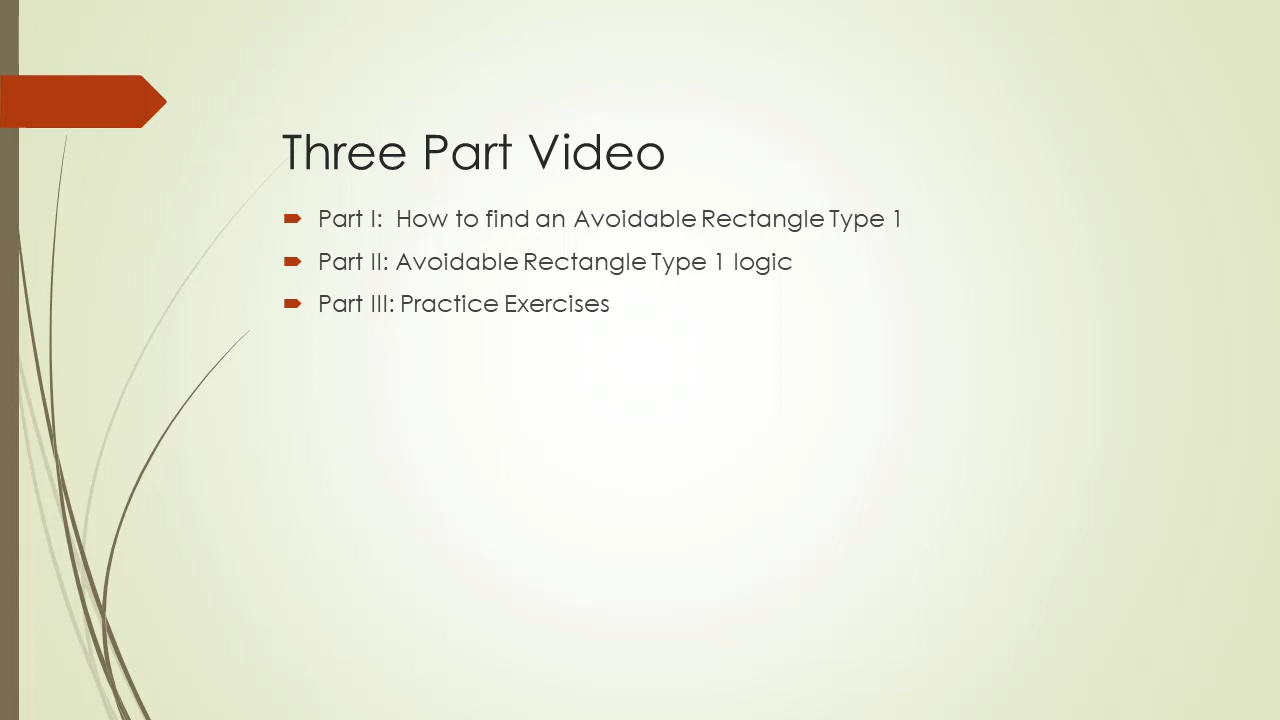 Three Part Video
Part I:  How to find an Avoidable Rectangle Type 1
Part II: Avoidable Rectangle Type 1 logic
Part III: Practice Exercises